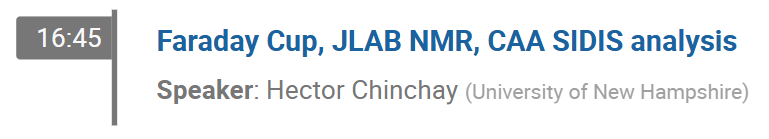 16:45
Faraday Cup, JLAB NMR, CAA SIDIS analysis
Speaker: Hector Chinchay (University of New Hampshire)